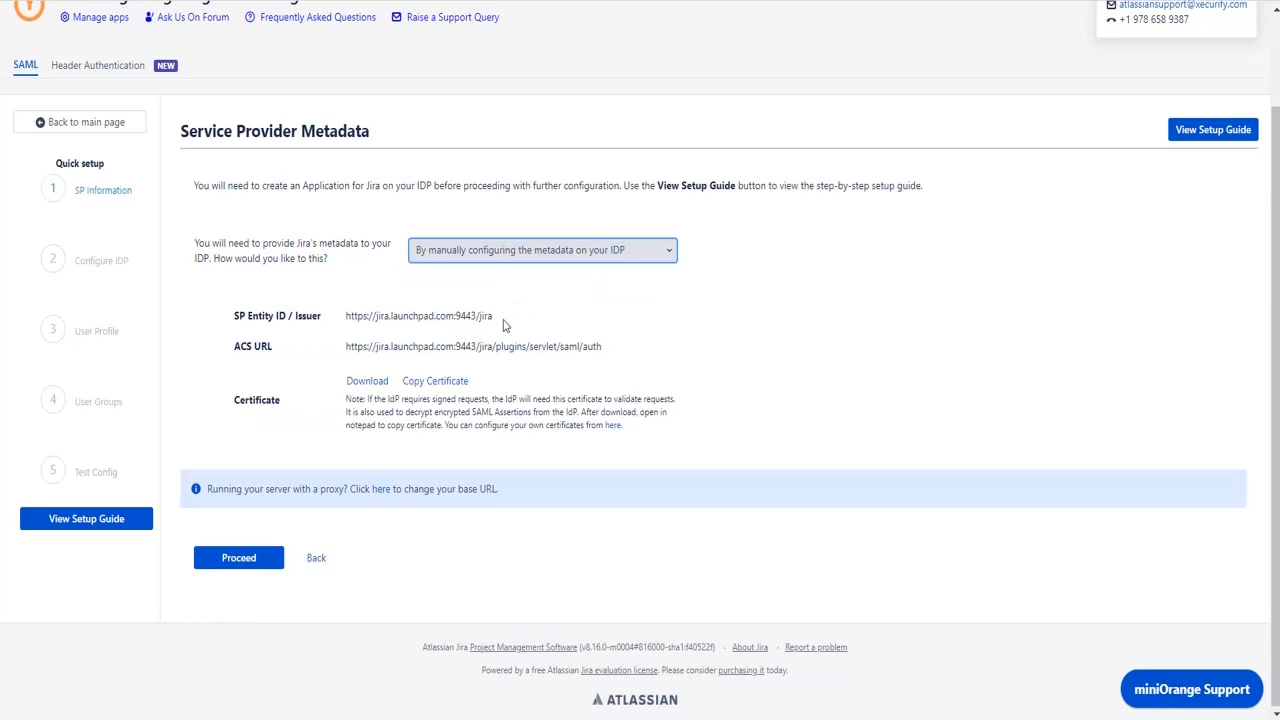 Manage apps Ask Us On Forum Frequently Asked Questions Raise a Support Query
atlassiansupport@xecurify.com
+1 978 658 9387
SAML Header Authentication NEW
Back to main page
Quick setup
1 SP Information
2 Configure IDP
3 User Profile
4 User Groups
5 Test Config
View Setup Guide
Service Provider Metadata
View Setup Guide
You will need to create an Application for Jira on your IDP before proceeding with further configuration. Use the View Setup Guide button to view the step-by-step setup guide.
You will need to provide Jira's metadata to your
IDP. How would you like to this?
By manually configuring the metadata on your IDP
SP Entity ID / Issuer https://jira.launchpad.com:9443/jira
ACS URL https://jira.launchpad.com:9443/jira/plugins/servlet/saml/auth
Download Copy Certificate
Certificate
Note: If the IdP requires signed requests, the IdP will need this certificate to validate requests.
It is also used to decrypt encrypted SAML Assertions from the IdP. After download, open in
notepad to copy certificate. You can configure your own certificates from here.
Running your server with a proxy? Click here to change your base URL.
Proceed Back
Atlassian Jira Project Management Software (v8.16.0-m0004#816000-sha1:f40522f) · About Jira · Report a problem
Powered by a free Atlassian Jira evaluation license. Please consider purchasing it today.
ATLASSIAN
miniOrange Support